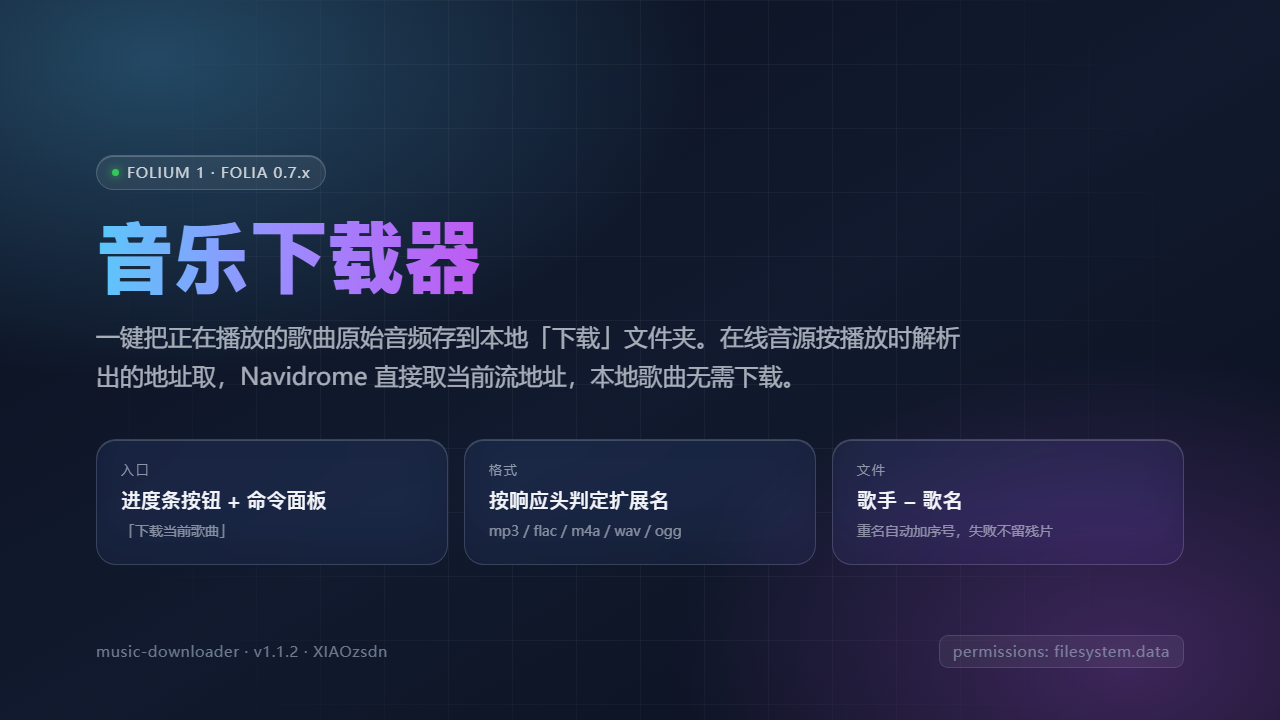 FOLIUM 1 · FOLIA 0.7.x
音乐下载器
一键把正在播放的歌曲原始音频存到本地「下载」文件夹。在线音源按播放时解析
出的地址取，Navidrome 直接取当前流地址，本地歌曲无需下载。
入口
进度条按钮 + 命令面板
「下载当前歌曲」
格式
按响应头判定扩展名
mp3 / flac / m4a / wav / ogg
文件
歌手 – 歌名
重名自动加序号，失败不留残片
music-downloader · v1.1.2 · XIAOzsdn
permissions: filesystem.data